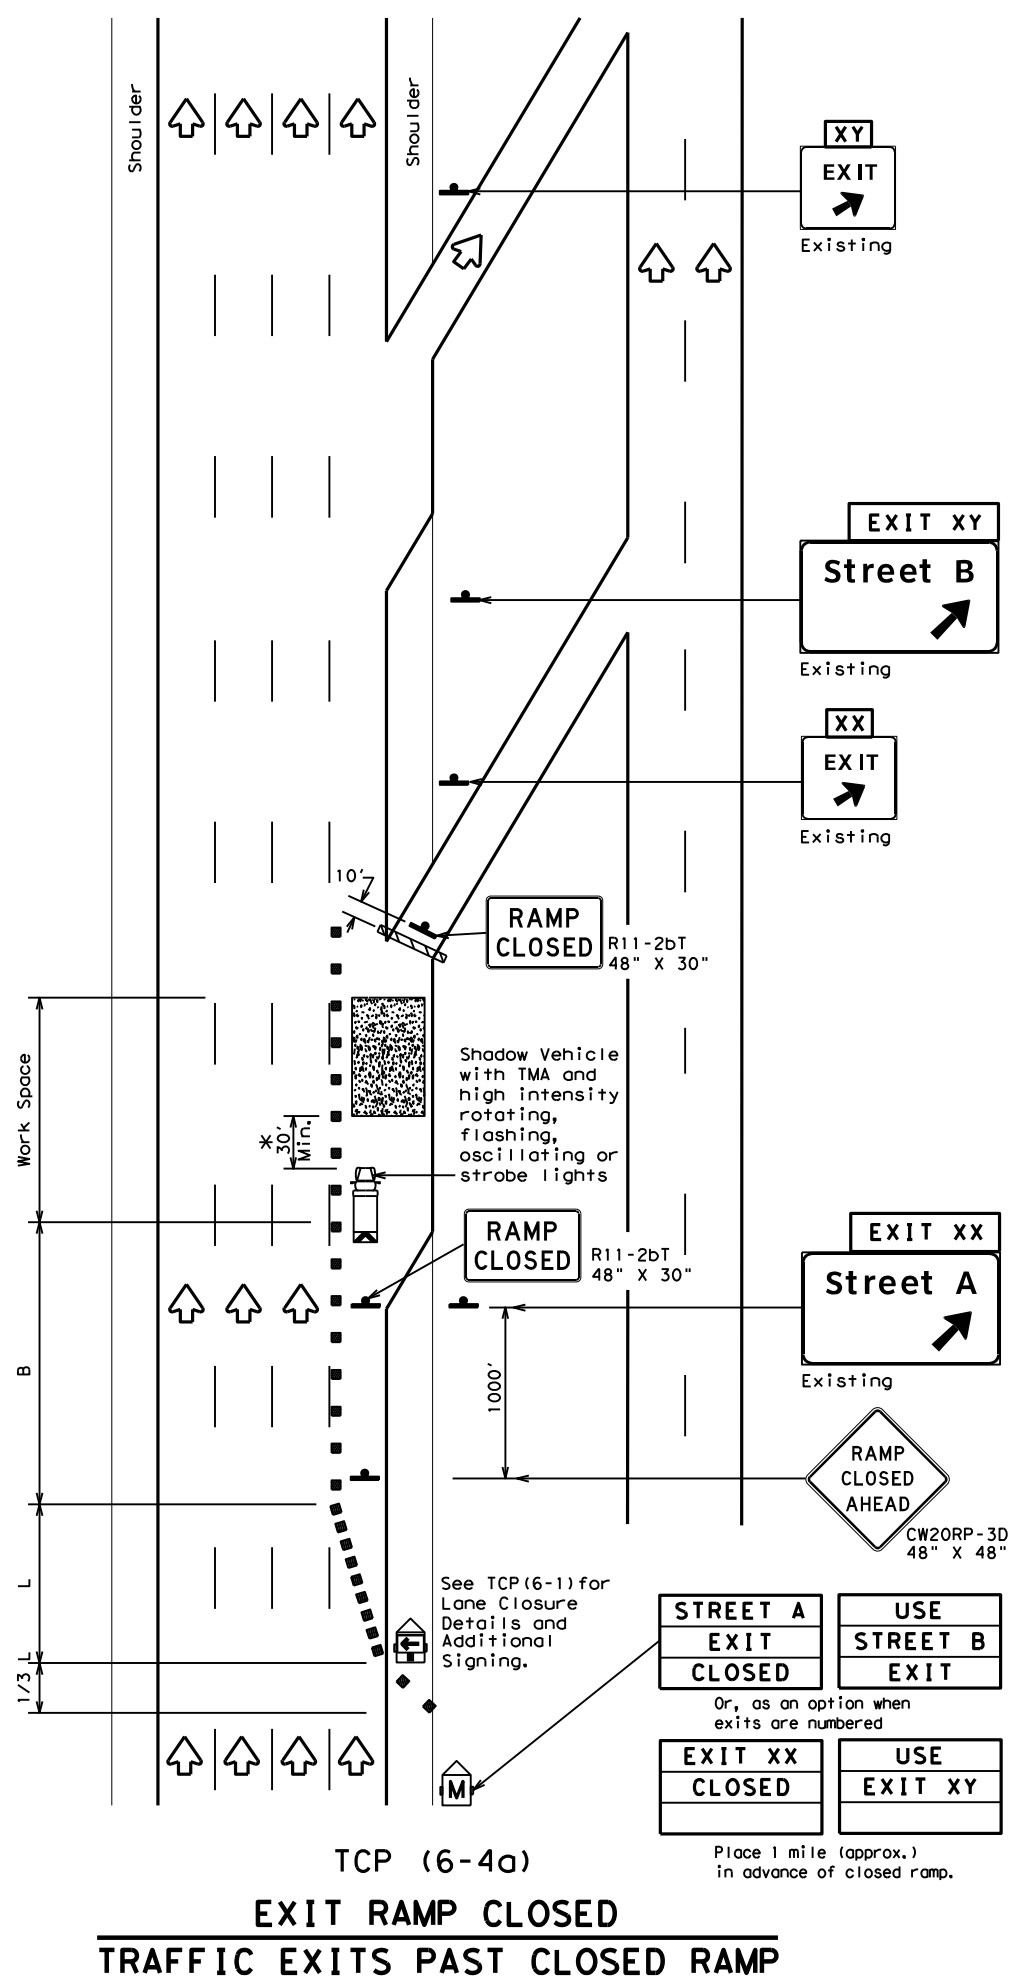 Shoulder
Shoulder
XY
EXIT
Existing
EXIT XY
Street B
Existing
XX
EXIT
Existing
10'
RAMP
CLOSED
R11-2bT
48" X 30"
Work Space
* 30'
Min.
Shadow Vehicle
with TMA and
high intensity
rotating,
flashing,
oscillating or
strobe lights
RAMP
CLOSED
R11-2bT
48" X 30"
EXIT XX
Street A
Existing
B
1000'
RAMP
CLOSED
AHEAD
CW20RP-3D
48" X 48"
L
1/3 L
See TCP(6-1)for
Lane Closure
Details and
Additional
Signing.
STREET A
EXIT
CLOSED
USE
STREET B
EXIT
Or, as an option when
exits are numbered
EXIT XX
CLOSED
USE
EXIT XY
M
Place 1 mile (approx.)
in advance of closed ramp.
TCP (6-4a)
EXIT RAMP CLOSED
TRAFFIC EXITS PAST CLOSED RAMP